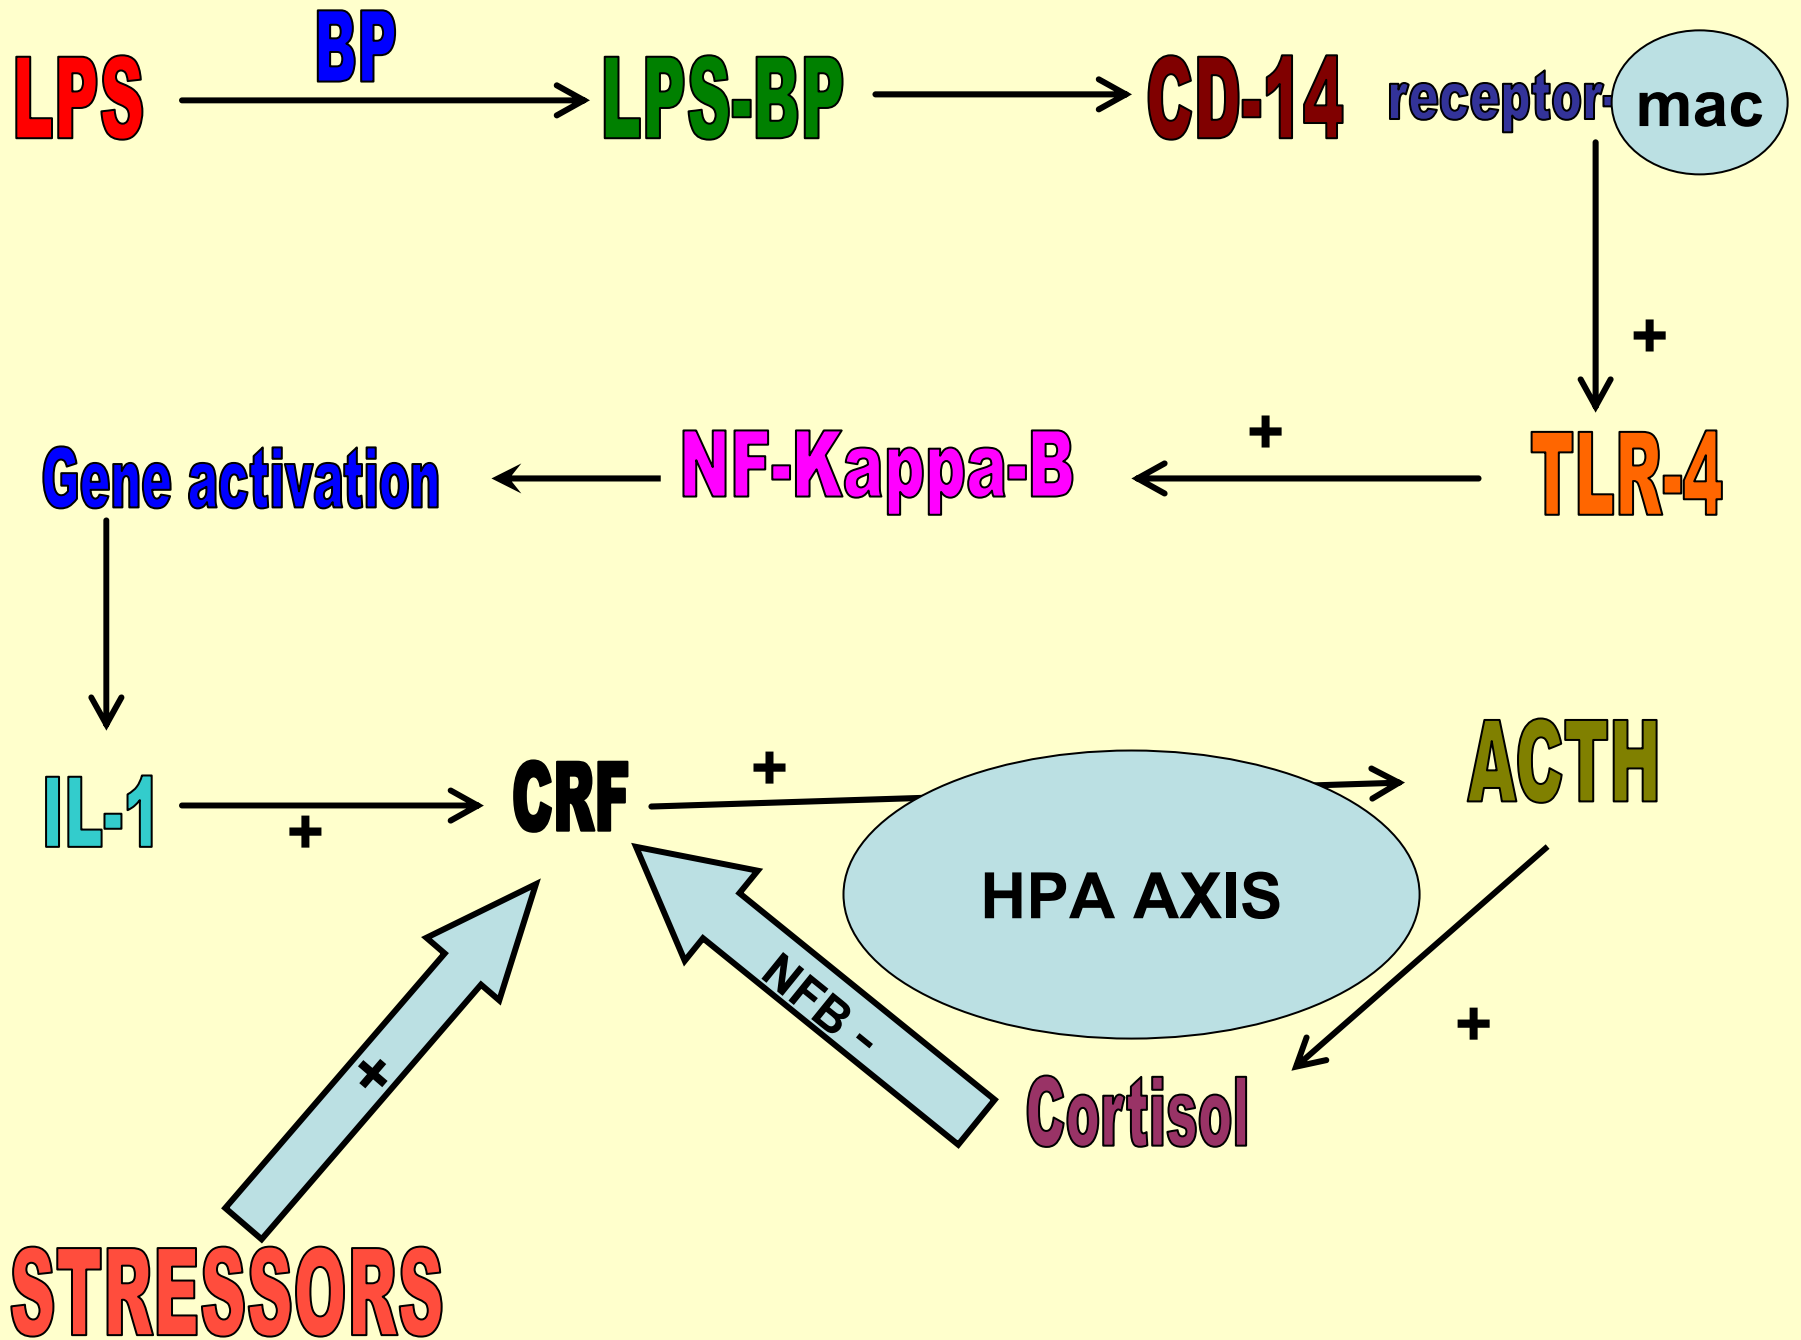 BP
LPS LPS-BP CD-14 receptor- mac
+
+
Gene activation NF-Kappa-B TLR-4
ACTH
IL-1 + CRF +
HPA AXIS
NFB -
+
+
Cortisol
STRESSORS